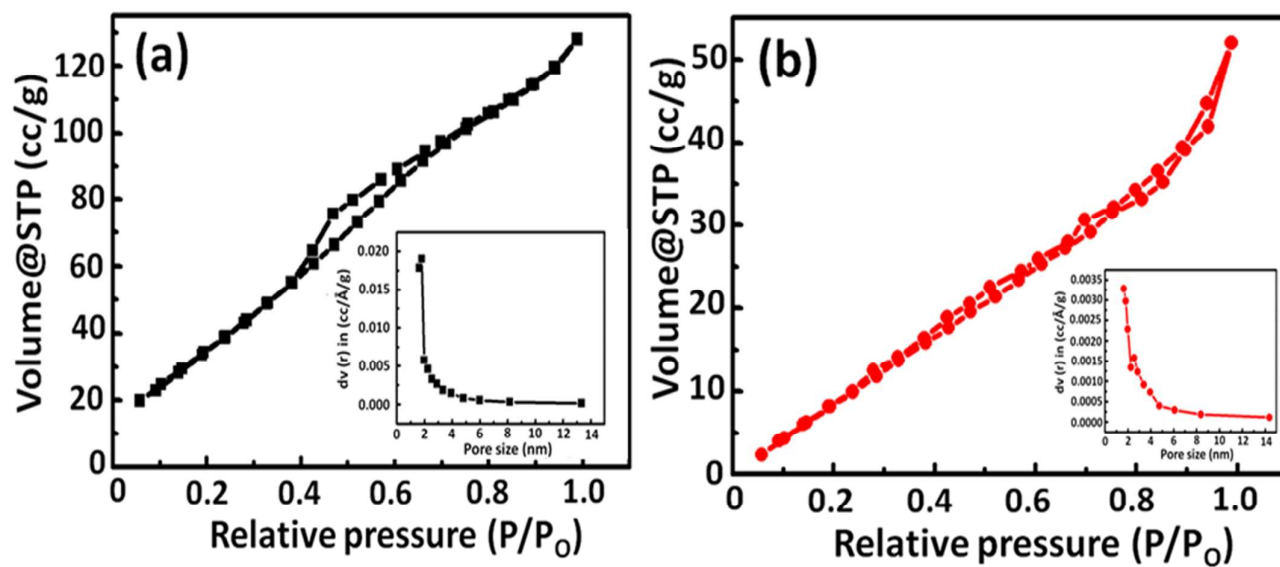 (a)
Volume@STP (cc/g)
120
100
80
60
40
20
0
0 0.2 0.4 0.6 0.8 1.0
Relative pressure (P/P_O)
dv (r) in (cc/Å/g)
0.020
0.015
0.010
0.005
0.000
0 2 4 6 8 10 12 14
Pore size (nm)
(b)
Volume@STP (cc/g)
50
40
30
20
10
0
0 0.2 0.4 0.6 0.8 1.0
Relative pressure (P/P_O)
dv (r) in (cc/Å/g)
0.0035
0.0030
0.0025
0.0020
0.0015
0.0010
0.0005
0.0000
0 2 4 6 8 10 12 14
Pore size (nm)